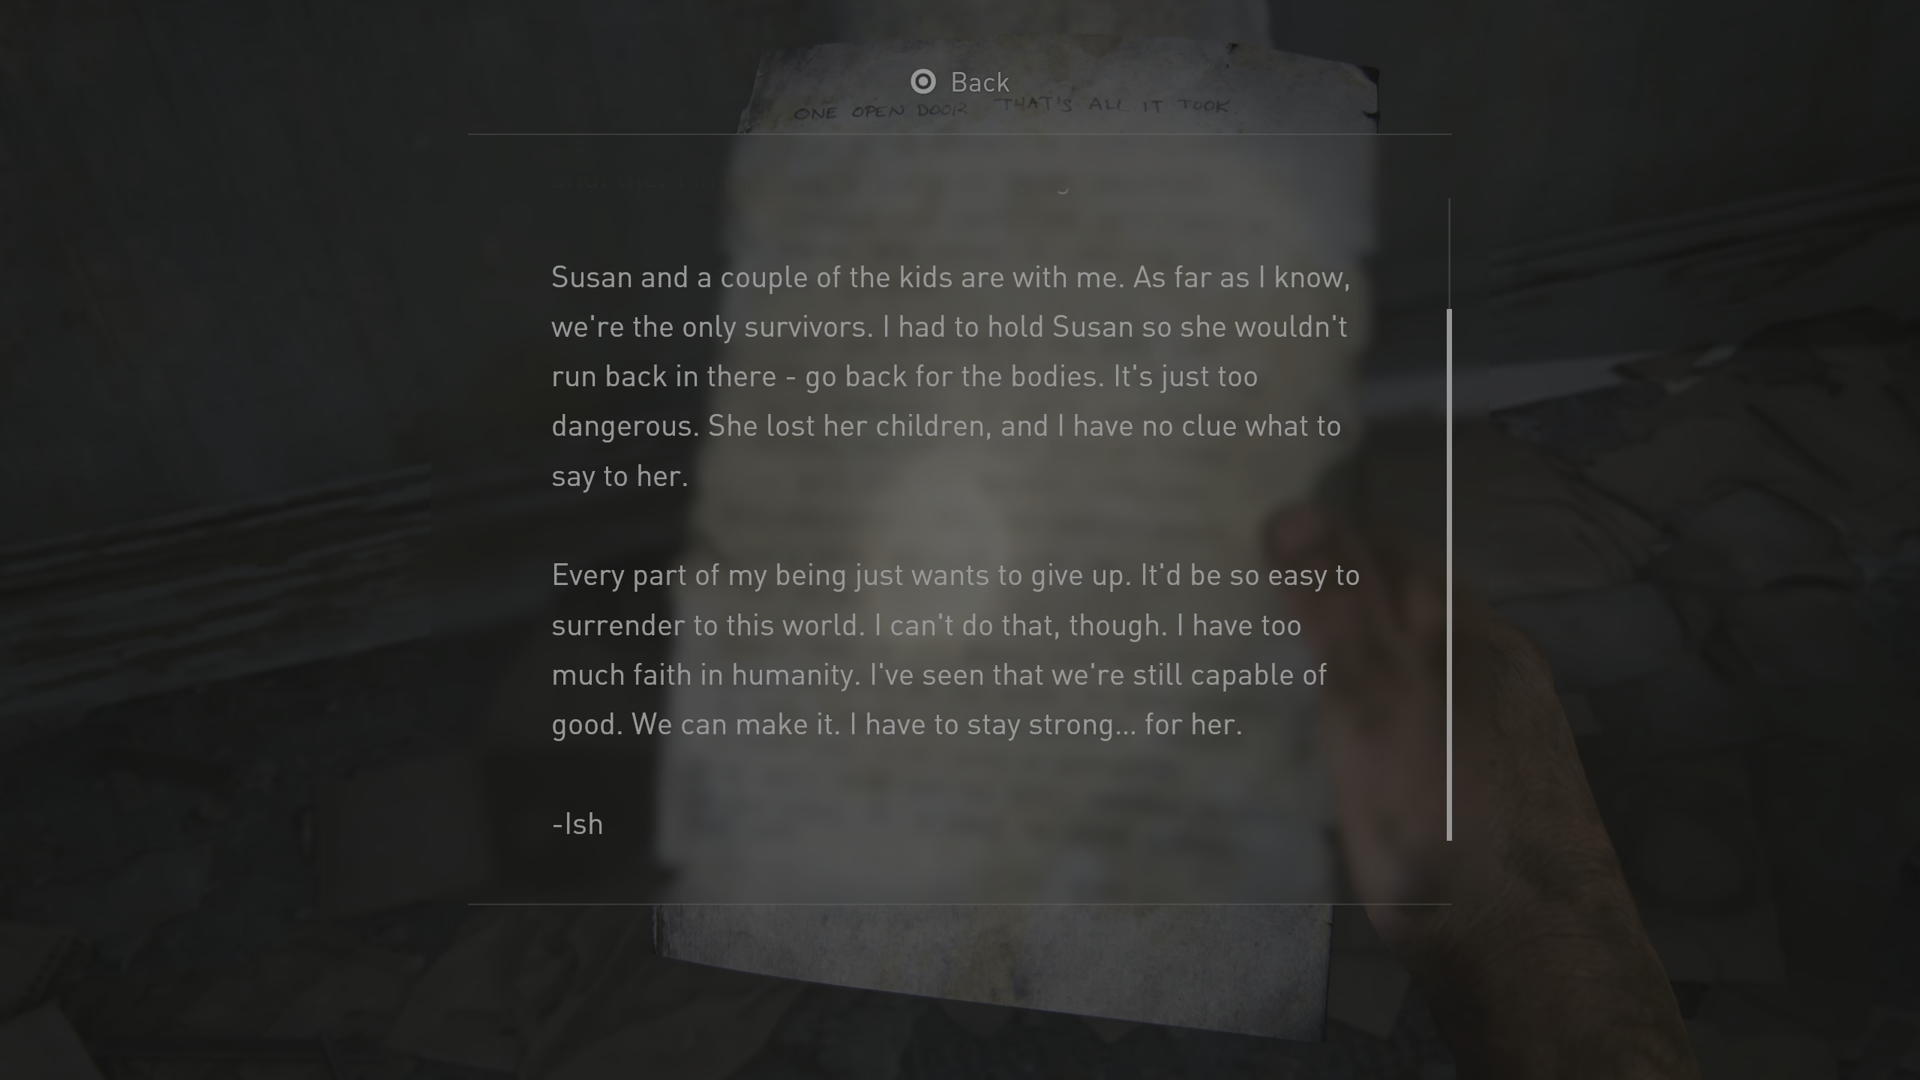 Back
ONE OPEN DOOR THAT'S ALL IT TOOK.
Susan and a couple of the kids are with me. As far as I know,
we're the only survivors. I had to hold Susan so she wouldn't
run back in there - go back for the bodies. It's just too
dangerous. She lost her children, and I have no clue what to
say to her.
Every part of my being just wants to give up. It'd be so easy to
surrender to this world. I can't do that, though. I have too
much faith in humanity. I've seen that we're still capable of
good. We can make it. I have to stay strong... for her.
-Ish